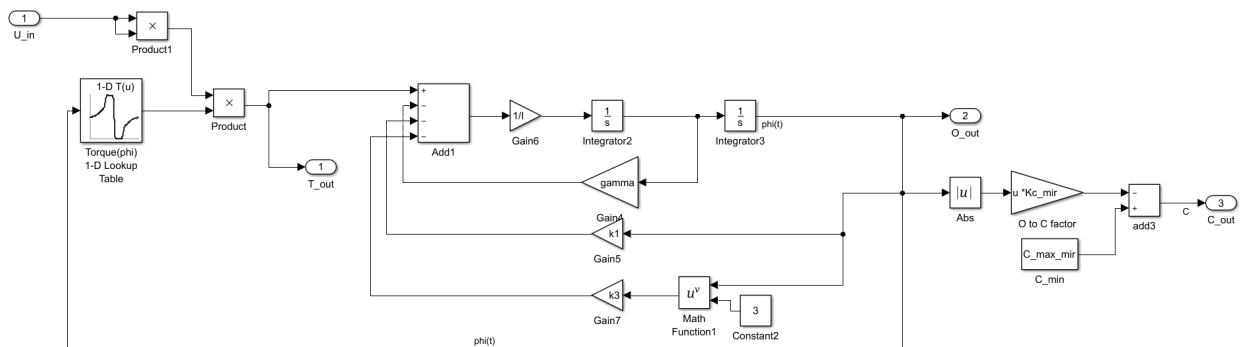 1
U_in
×
Product1
1-D T(u)
Torque(phi)
1-D Lookup
Table
×
Product
1
T_out
+
−
−
−
Add1
1/I
Gain6
1
s
Integrator2
1
s
Integrator3
phi(t)
gamma
Gain4
k1
Gain5
k3
Gain7
u^v
Math
Function1
3
Constant2
2
O_out
|u|
Abs
u *Kc_mir
O to C factor
C_max_mir
C_min
−
+
add3
C
3
C_out
phi(t)